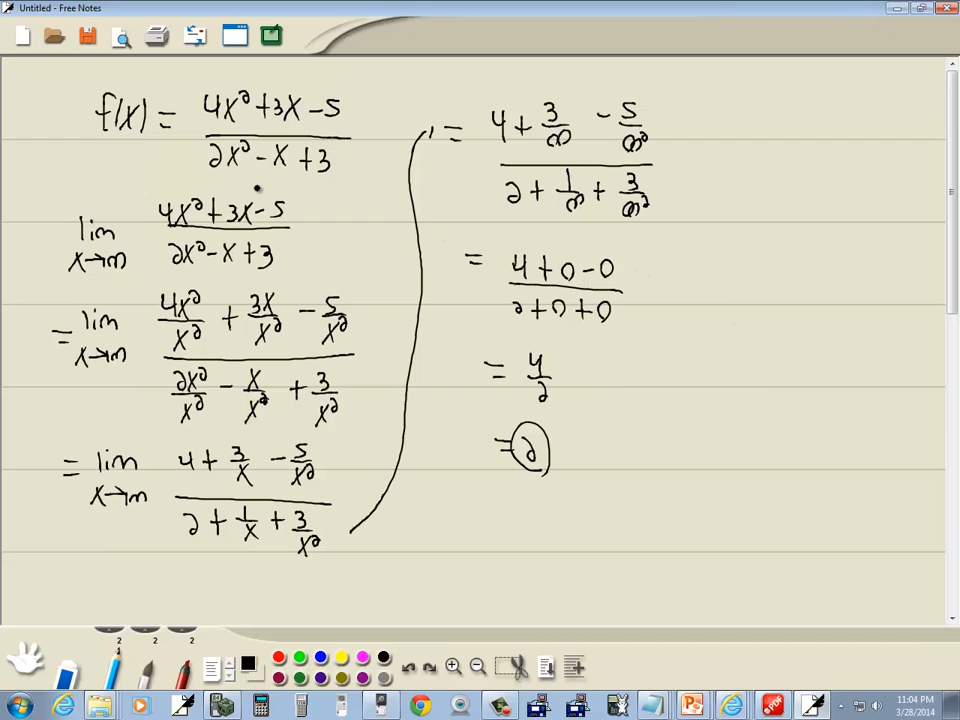 Untitled - Free Notes
f(x) = (4x² + 3x - 5) / (2x² - x + 3)
lim x→∞ (4x² + 3x - 5) / (2x² - x + 3)
= lim x→∞ (4x²/x² + 3x/x² - 5/x²) / (2x²/x² - x/x² + 3/x²)
= lim x→∞ (4 + 3/x - 5/x²) / (2 + 1/x + 3/x²)
= (4 + 3/∞ - 5/∞²) / (2 + 1/∞ + 3/∞²)
= (4 + 0 - 0) / (2 + 0 + 0)
= 4/2
= 2
2 2 2
11:04 PM
3/28/2014